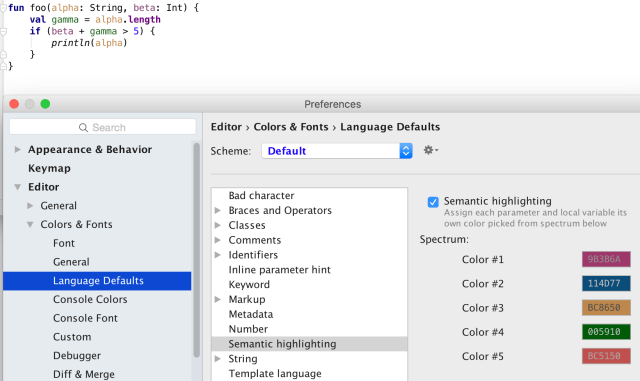 fun foo(alpha: String, beta: Int) {
val gamma = alpha.length
if (beta + gamma > 5) {
println(alpha)
}
}
Preferences
Search
Appearance & Behavior
Keymap
Editor
General
Colors & Fonts
Font
General
Language Defaults
Console Colors
Console Font
Custom
Debugger
Diff & Merge
Editor › Colors & Fonts › Language Defaults
Scheme: Default
Bad character
Braces and Operators
Classes
Comments
Identifiers
Inline parameter hint
Keyword
Markup
Metadata
Number
Semantic highlighting
String
Template language
Semantic highlighting
Assign each parameter and local variable its
own color picked from spectrum below
Spectrum:
Color #1 9B3B6A
Color #2 114D77
Color #3 BC8650
Color #4 005910
Color #5 BC5150